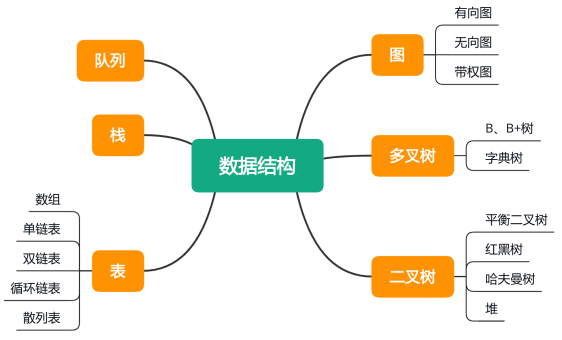 数据结构
队列
栈
表
数组
单链表
双链表
循环链表
散列表
图
有向图
无向图
带权图
多叉树
B、B+树
字典树
二叉树
平衡二叉树
红黑树
哈夫曼树
堆